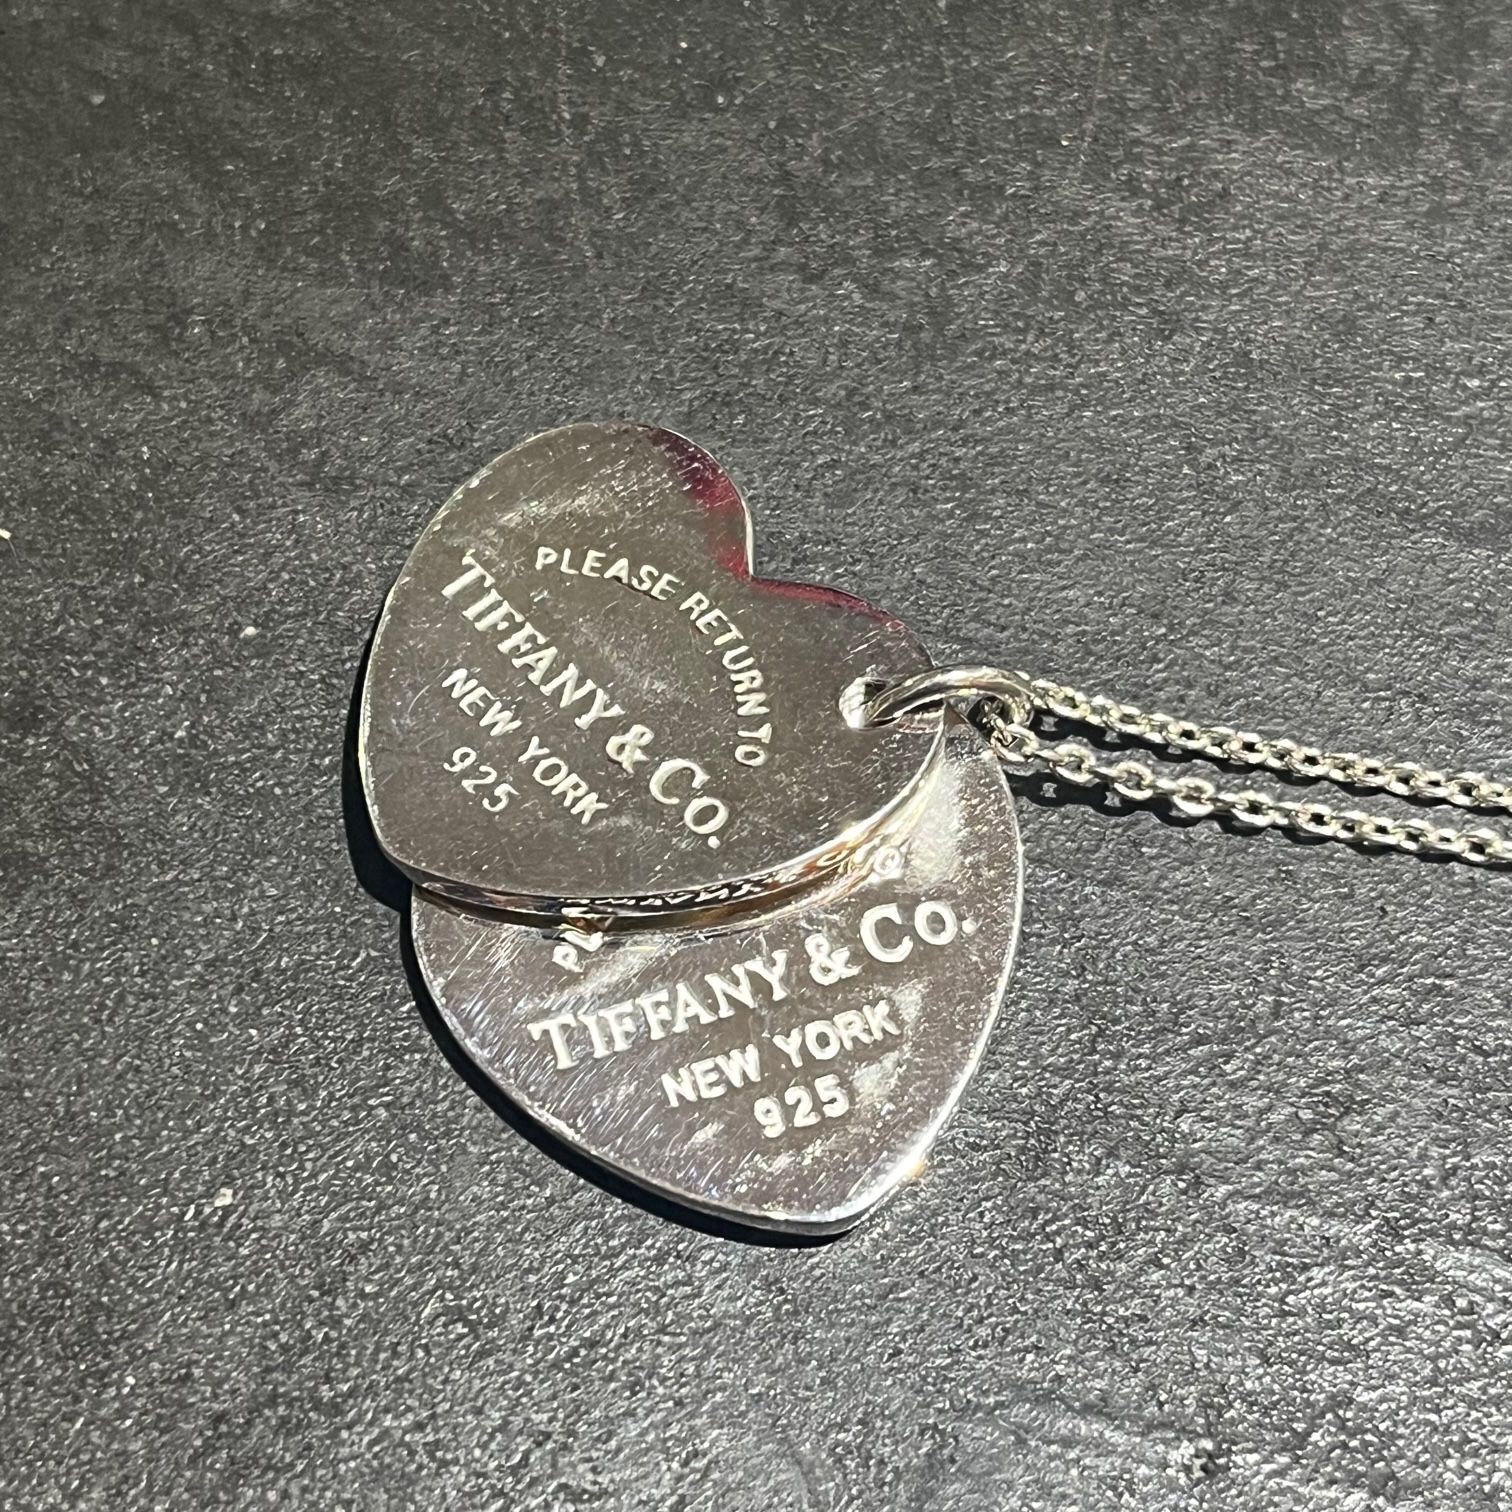 PLEASE RETURN TO
TIFFANY & CO.
NEW YORK
925
TIFFANY & CO.
NEW YORK
925